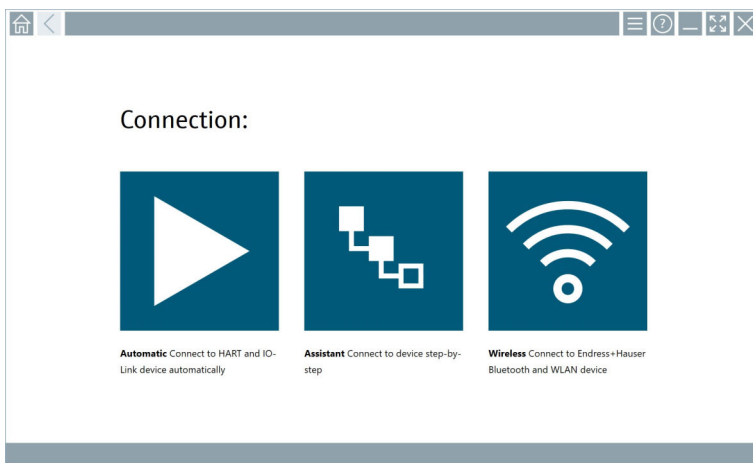 Connection:
Automatic Connect to HART and IO-
Link device automatically
Assistant Connect to device step-by-
step
Wireless Connect to Endress+Hauser
Bluetooth and WLAN device